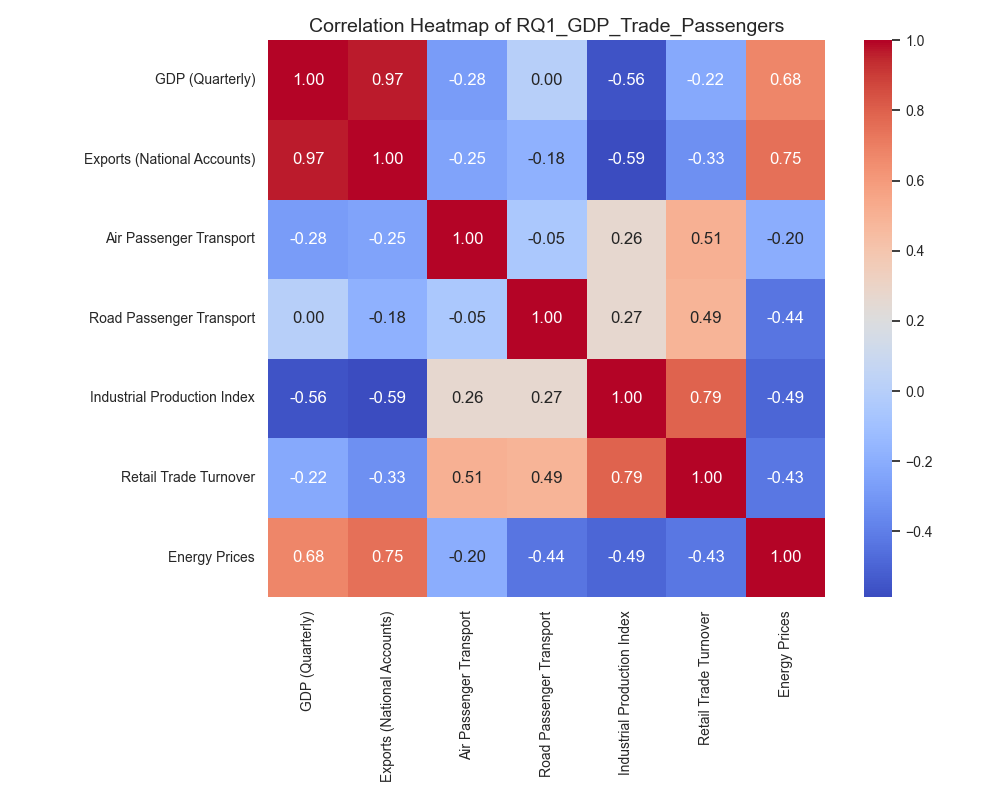 Correlation Heatmap of RQ1_GDP_Trade_Passengers
GDP (Quarterly) 1.00 0.97 -0.28 0.00 -0.56 -0.22 0.68
Exports (National Accounts) 0.97 1.00 -0.25 -0.18 -0.59 -0.33 0.75
Air Passenger Transport -0.28 -0.25 1.00 -0.05 0.26 0.51 -0.20
Road Passenger Transport 0.00 -0.18 -0.05 1.00 0.27 0.49 -0.44
Industrial Production Index -0.56 -0.59 0.26 0.27 1.00 0.79 -0.49
Retail Trade Turnover -0.22 -0.33 0.51 0.49 0.79 1.00 -0.43
Energy Prices 0.68 0.75 -0.20 -0.44 -0.49 -0.43 1.00
GDP (Quarterly)
Exports (National Accounts)
Air Passenger Transport
Road Passenger Transport
Industrial Production Index
Retail Trade Turnover
Energy Prices
1.0
0.8
0.6
0.4
0.2
0.0
−0.2
−0.4